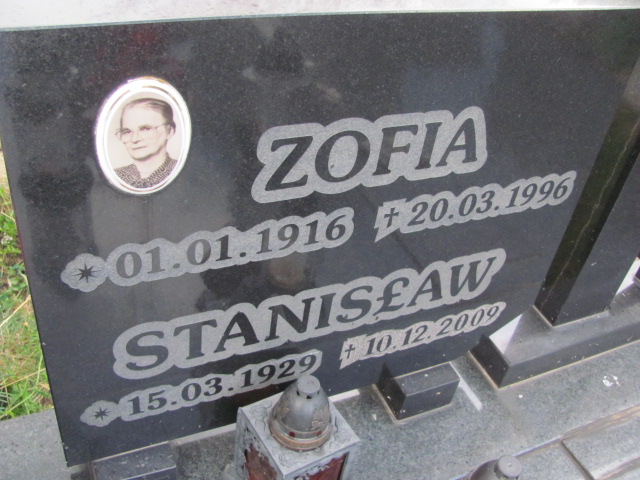 ZOFIA
* 01.01.1916 † 20.03.1996
STANISŁAW
* 15.03.1929 † 10.12.2009